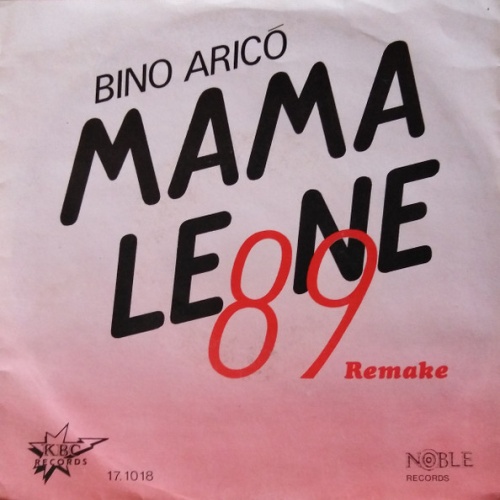 BINO ARICÓ
MAMA
LEONE
89
Remake
KBC
RECORDS
17.1018
NOBLE
RECORDS